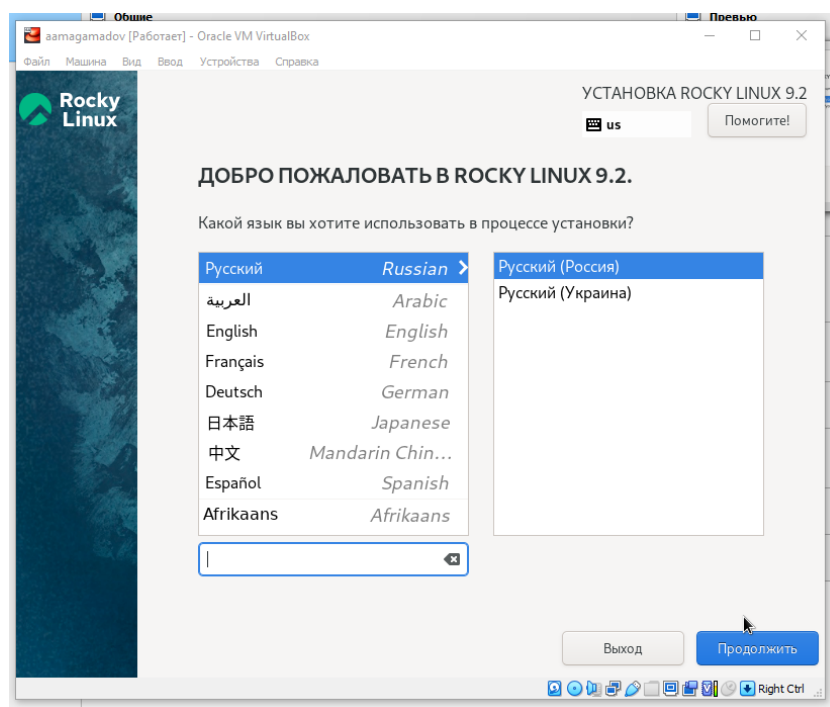 Общие
Превью
aamagamadov [Работает] - Oracle VM VirtualBox
Файл Машина Вид Ввод Устройства Справка
Rocky
Linux
УСТАНОВКА ROCKY LINUX 9.2
us
Помогите!
ДОБРО ПОЖАЛОВАТЬ В ROCKY LINUX 9.2.
Какой язык вы хотите использовать в процессе установки?
Русский Russian
العربية Arabic
English English
Français French
Deutsch German
日本語 Japanese
中文 Mandarin Chin...
Español Spanish
Afrikaans Afrikaans
Русский (Россия)
Русский (Украина)
Выход
Продолжить
Right Ctrl